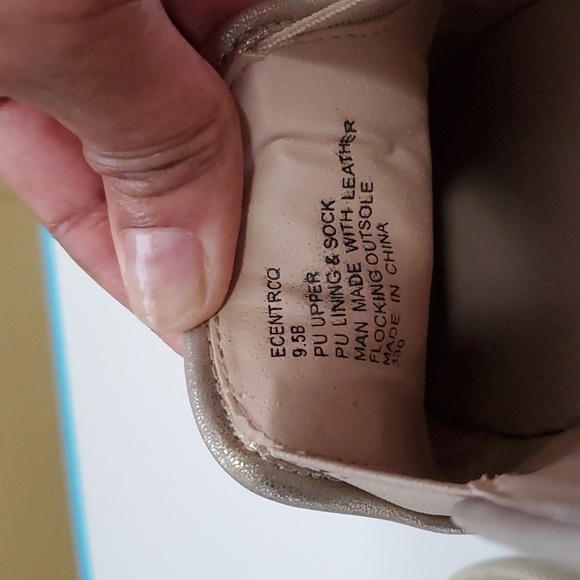 ECENTRCQ
9.5B
PU UPPER
PU LINING & SOCK
MAN MADE WITH LEATHER
FLOCKING OUTSOLE
MADE IN CHINA
330